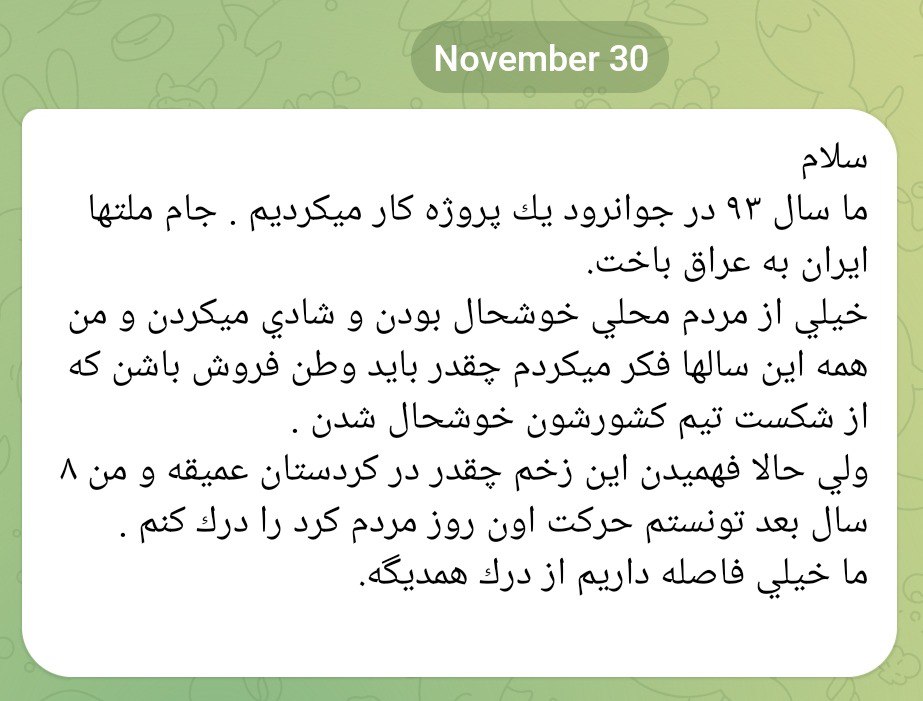 November 30
سلام
ما سال ۹۳ در جوانرود يك پروژه كار ميكرديم . جام ملتها
ايران به عراق باخت.
خيلي از مردم محلي خوشحال بودن و شادي ميكردن و من
همه اين سالها فكر ميكردم چقدر بايد وطن فروش باشن كه
از شكست تيم كشورشون خوشحال شدن .
ولي حالا فهميدن اين زخم چقدر در كردستان عميقه و من ۸
سال بعد تونستم حركت اون روز مردم كرد را درك كنم .
ما خيلي فاصله داريم از درك همديگه.